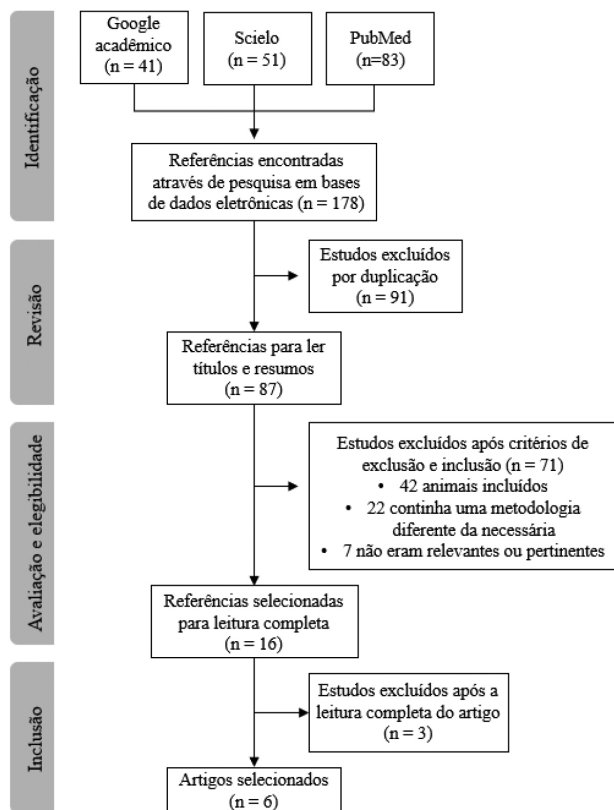 Identificação
Google
acadêmico
(n = 41)
Scielo
(n = 51)
PubMed
(n=83)
Referências encontradas
através de pesquisa em bases
de dados eletrônicas (n = 178)
Revisão
Estudos excluídos
por duplicação
(n = 91)
Referências para ler
títulos e resumos
(n = 87)
Avaliação e elegibilidade
Estudos excluídos após critérios de
exclusão e inclusão (n = 71)
• 42 animais incluídos
• 22 continha uma metodologia
diferente da necessária
• 7 não eram relevantes ou pertinentes
Referências selecionadas
para leitura completa
(n = 16)
Inclusão
Estudos excluídos após a
leitura completa do artigo
(n = 3)
Artigos selecionados
(n = 6)